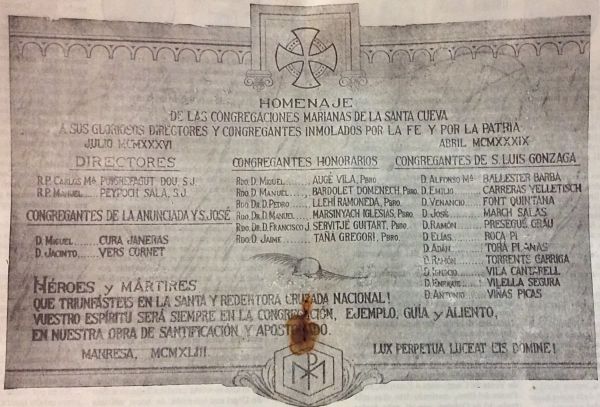 HOMENAJE
DE LAS CONGREGACIONES MARIANAS DE LA SANTA CUEVA
A SUS GLORIOSOS DIRECTORES Y CONGREGANTES INMOLADOS POR LA FE Y POR LA PATRIA
JULIO MCMXXXVI
ABRIL MCMXXXIX
DIRECTORES
R.P. CARLOS Mª PUIGREFAGUT DOU, S.J.
R.P. MANUEL..... PEYPOCH SALA, S.J.
CONGREGANTES DE LA ANUNCIADA Y S. JOSÉ
D. MIGUEL ..... CURA JANERAS
D. JACINTO..... VERS CORNET
CONGREGANTES HONORARIOS
RDO. D. MIGUEL ...... AUGÉ VILA, PBRO
RDO. D. MANUEL .... BARDOLET DOMENECH, PBRO.
RDO. DR. D. PEDRO .... LLEHÍ RAMONEDA, PBRO.
RDO. DR. D. MANUEL... MARSINYACH IGLESIAS, PBRO.
RDO. DR. D. FRANCISCO J. SERVITJÉ GUITART, PBRO.
RDO. D. JAIME .... TAÑÁ GREGORI, PBRO.
CONGREGANTES DE S. LUIS GONZAGA
D. ALFONSO Mª. BALLESTER BARBA
D. EMILIO ....... CARRERAS VELLETISCH
D. VENANCIO ... FONT QUINTANA
D. JOSÉ ........ MARCH SALAS
D. RAMÓN ...... PRESEGUÉ GRAU
D. ELÍAS ....... ROCA PI
D. ADÁN ....... TORÁ PLANAS
D. RAMÓN ...... TORRENTS GARRIGA
D. IGNACIO .... VILA CANTARELL
D. ENRIQUE .... VILELLA SEGURA
D. ANTONIO .... VIÑAS PICAS
HÉROES Y MÁRTIRES
QUE TRIUNFÁSTEIS EN LA SANTA Y REDENTORA CRUZADA NACIONAL!
VUESTRO ESPÍRITU SERÁ SIEMPRE EN LA CONGREGACIÓN, EJEMPLO, GUÍA Y ALIENTO,
EN NUESTRA OBRA DE SANTIFICACIÓN Y APOSTOLADO.
MANRESA, MCMXLIII
LUX PERPETUA LUCEAT EIS DOMINE!